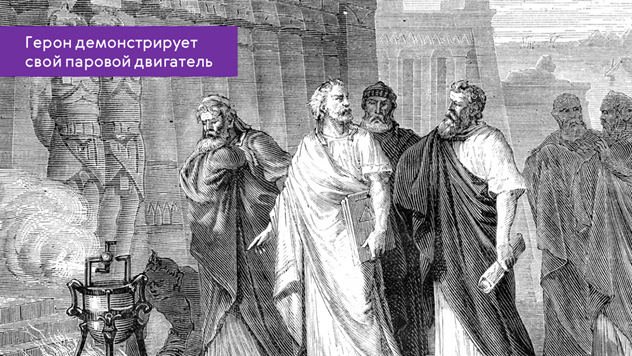 Герон демонстрирует
свой паровой двигатель